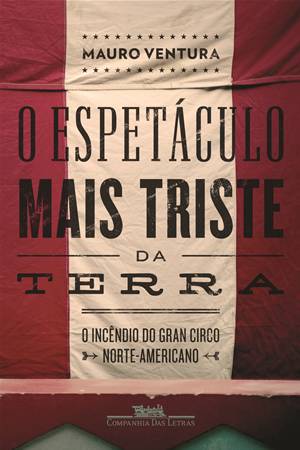 MAURO VENTURA
O ESPETÁCULO
MAIS TRISTE
DA
TERRA
O INCÊNDIO DO GRAN CIRCO
NORTE-AMERICANO
COMPANHIA DAS LETRAS